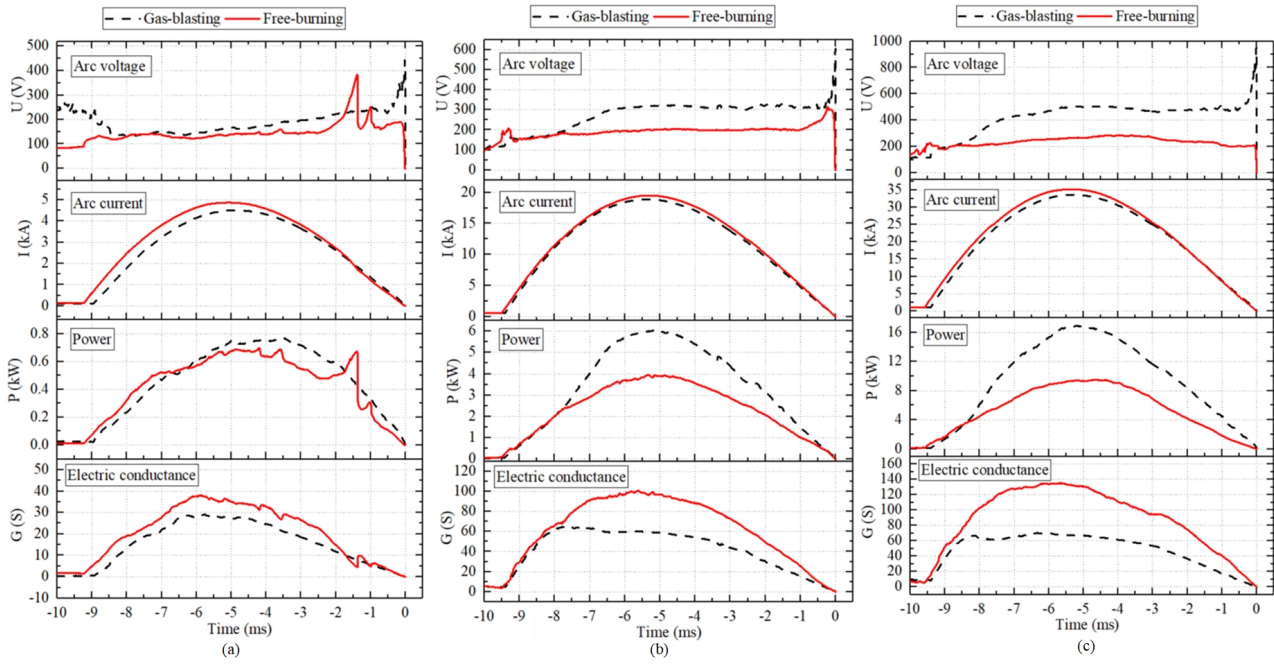 Gas-blasting Free-burning
500
400
300
200
100
0
U (V)
Arc voltage
5
4
3
2
1
0
I (kA)
Arc current
0.8
0.6
0.4
0.2
0.0
P (kW)
Power
50
40
30
20
10
0
-10
G (S)
Electric conductance
-10 -9 -8 -7 -6 -5 -4 -3 -2 -1 0
Time (ms)
(a)
Gas-blasting Free-burning
600
500
400
300
200
100
0
U (V)
Arc voltage
20
15
10
5
0
I (kA)
Arc current
6
5
4
3
2
1
0
P (kW)
Power
120
100
80
60
40
20
0
G (S)
Electric conductance
-10 -9 -8 -7 -6 -5 -4 -3 -2 -1 0
Time (ms)
(b)
Gas-blasting Free-burning
1000
800
600
400
200
0
U (V)
Arc voltage
35
30
25
20
15
10
5
0
I (kA)
Arc current
16
12
8
4
0
P (kW)
Power
160
140
120
100
80
60
40
20
0
G (S)
Electric conductance
-10 -9 -8 -7 -6 -5 -4 -3 -2 -1 0
Time (ms)
(c)